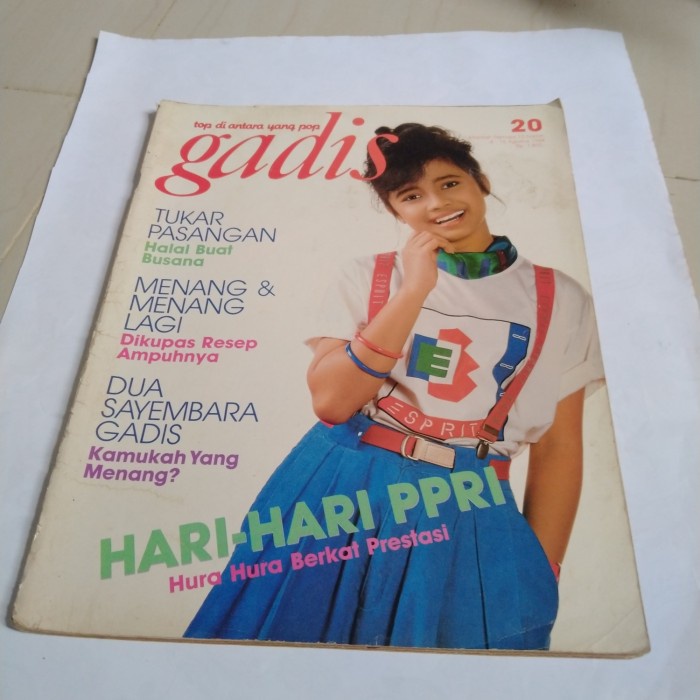 top di antara yang pop
gadis
20
TUKAR
PASANGAN
Halal Buat
Busana
MENANG &
MENANG
LAGI
Dikupas Resep
Ampuhnya
DUA
SAYEMBARA
GADIS
Kamukah Yang
Menang?
HARI-HARI PPRI
Hura Hura Berkat Prestasi
ESPRIT
E
ESPRIT